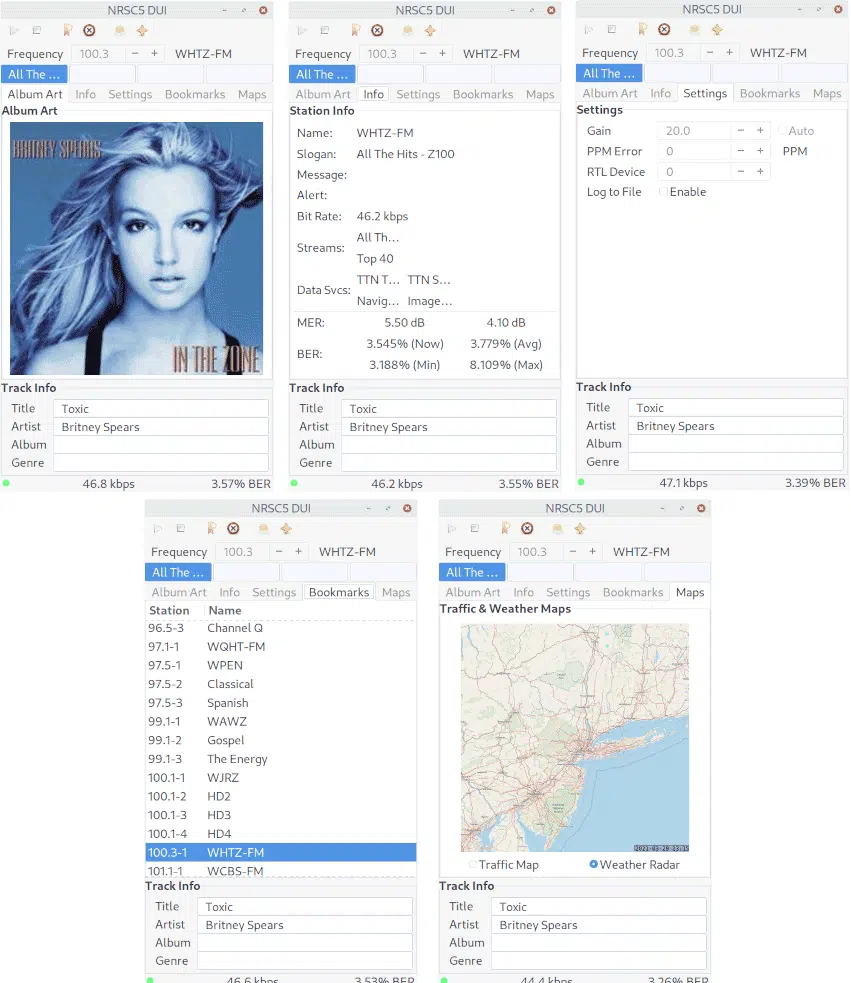 NRSC5 DUI
Frequency 100.3 − + WHTZ-FM
All The ...
Album Art Info Settings Bookmarks Maps
Album Art
BRITNEY SPEARS
IN THE ZONE
Track Info
Title Toxic
Artist Britney Spears
Album
Genre
46.8 kbps 3.57% BER
NRSC5 DUI
Frequency 100.3 − + WHTZ-FM
All The ...
Album Art Info Settings Bookmarks Maps
Station Info
Name: WHTZ-FM
Slogan: All The Hits - Z100
Message:
Alert:
Bit Rate: 46.2 kbps
Streams: All Th...
Top 40
Data Svcs: TTN T... TTN S...
Navig... Image...
MER: 5.50 dB 4.10 dB
BER: 3.545% (Now) 3.779% (Avg)
3.188% (Min) 8.109% (Max)
Track Info
Title Toxic
Artist Britney Spears
Album
Genre
46.2 kbps 3.55% BER
NRSC5 DUI
Frequency 100.3 − + WHTZ-FM
All The ...
Album Art Info Settings Bookmarks Maps
Settings
Gain 20.0 − + Auto
PPM Error 0 − + PPM
RTL Device 0 − +
Log to File Enable
Track Info
Title Toxic
Artist Britney Spears
Album
Genre
47.1 kbps 3.39% BER
NRSC5 DUI
Frequency 100.3 − + WHTZ-FM
All The ...
Album Art Info Settings Bookmarks Maps
Station Name
96.5-3 Channel Q
97.1-1 WQHT-FM
97.5-1 WPEN
97.5-2 Classical
97.5-3 Spanish
99.1-1 WAWZ
99.1-2 Gospel
99.1-3 The Energy
100.1-1 WJRZ
100.1-2 HD2
100.1-3 HD3
100.1-4 HD4
100.3-1 WHTZ-FM
101.1-1 WCBS-FM
Track Info
Title Toxic
Artist Britney Spears
Album
Genre
46.6 kbps 3.53% BER
NRSC5 DUI
Frequency 100.3 − + WHTZ-FM
All The ...
Album Art Info Settings Bookmarks Maps
Traffic & Weather Maps
Traffic Map Weather Radar
Track Info
Title Toxic
Artist Britney Spears
Album
Genre
44.4 kbps 3.26% BER